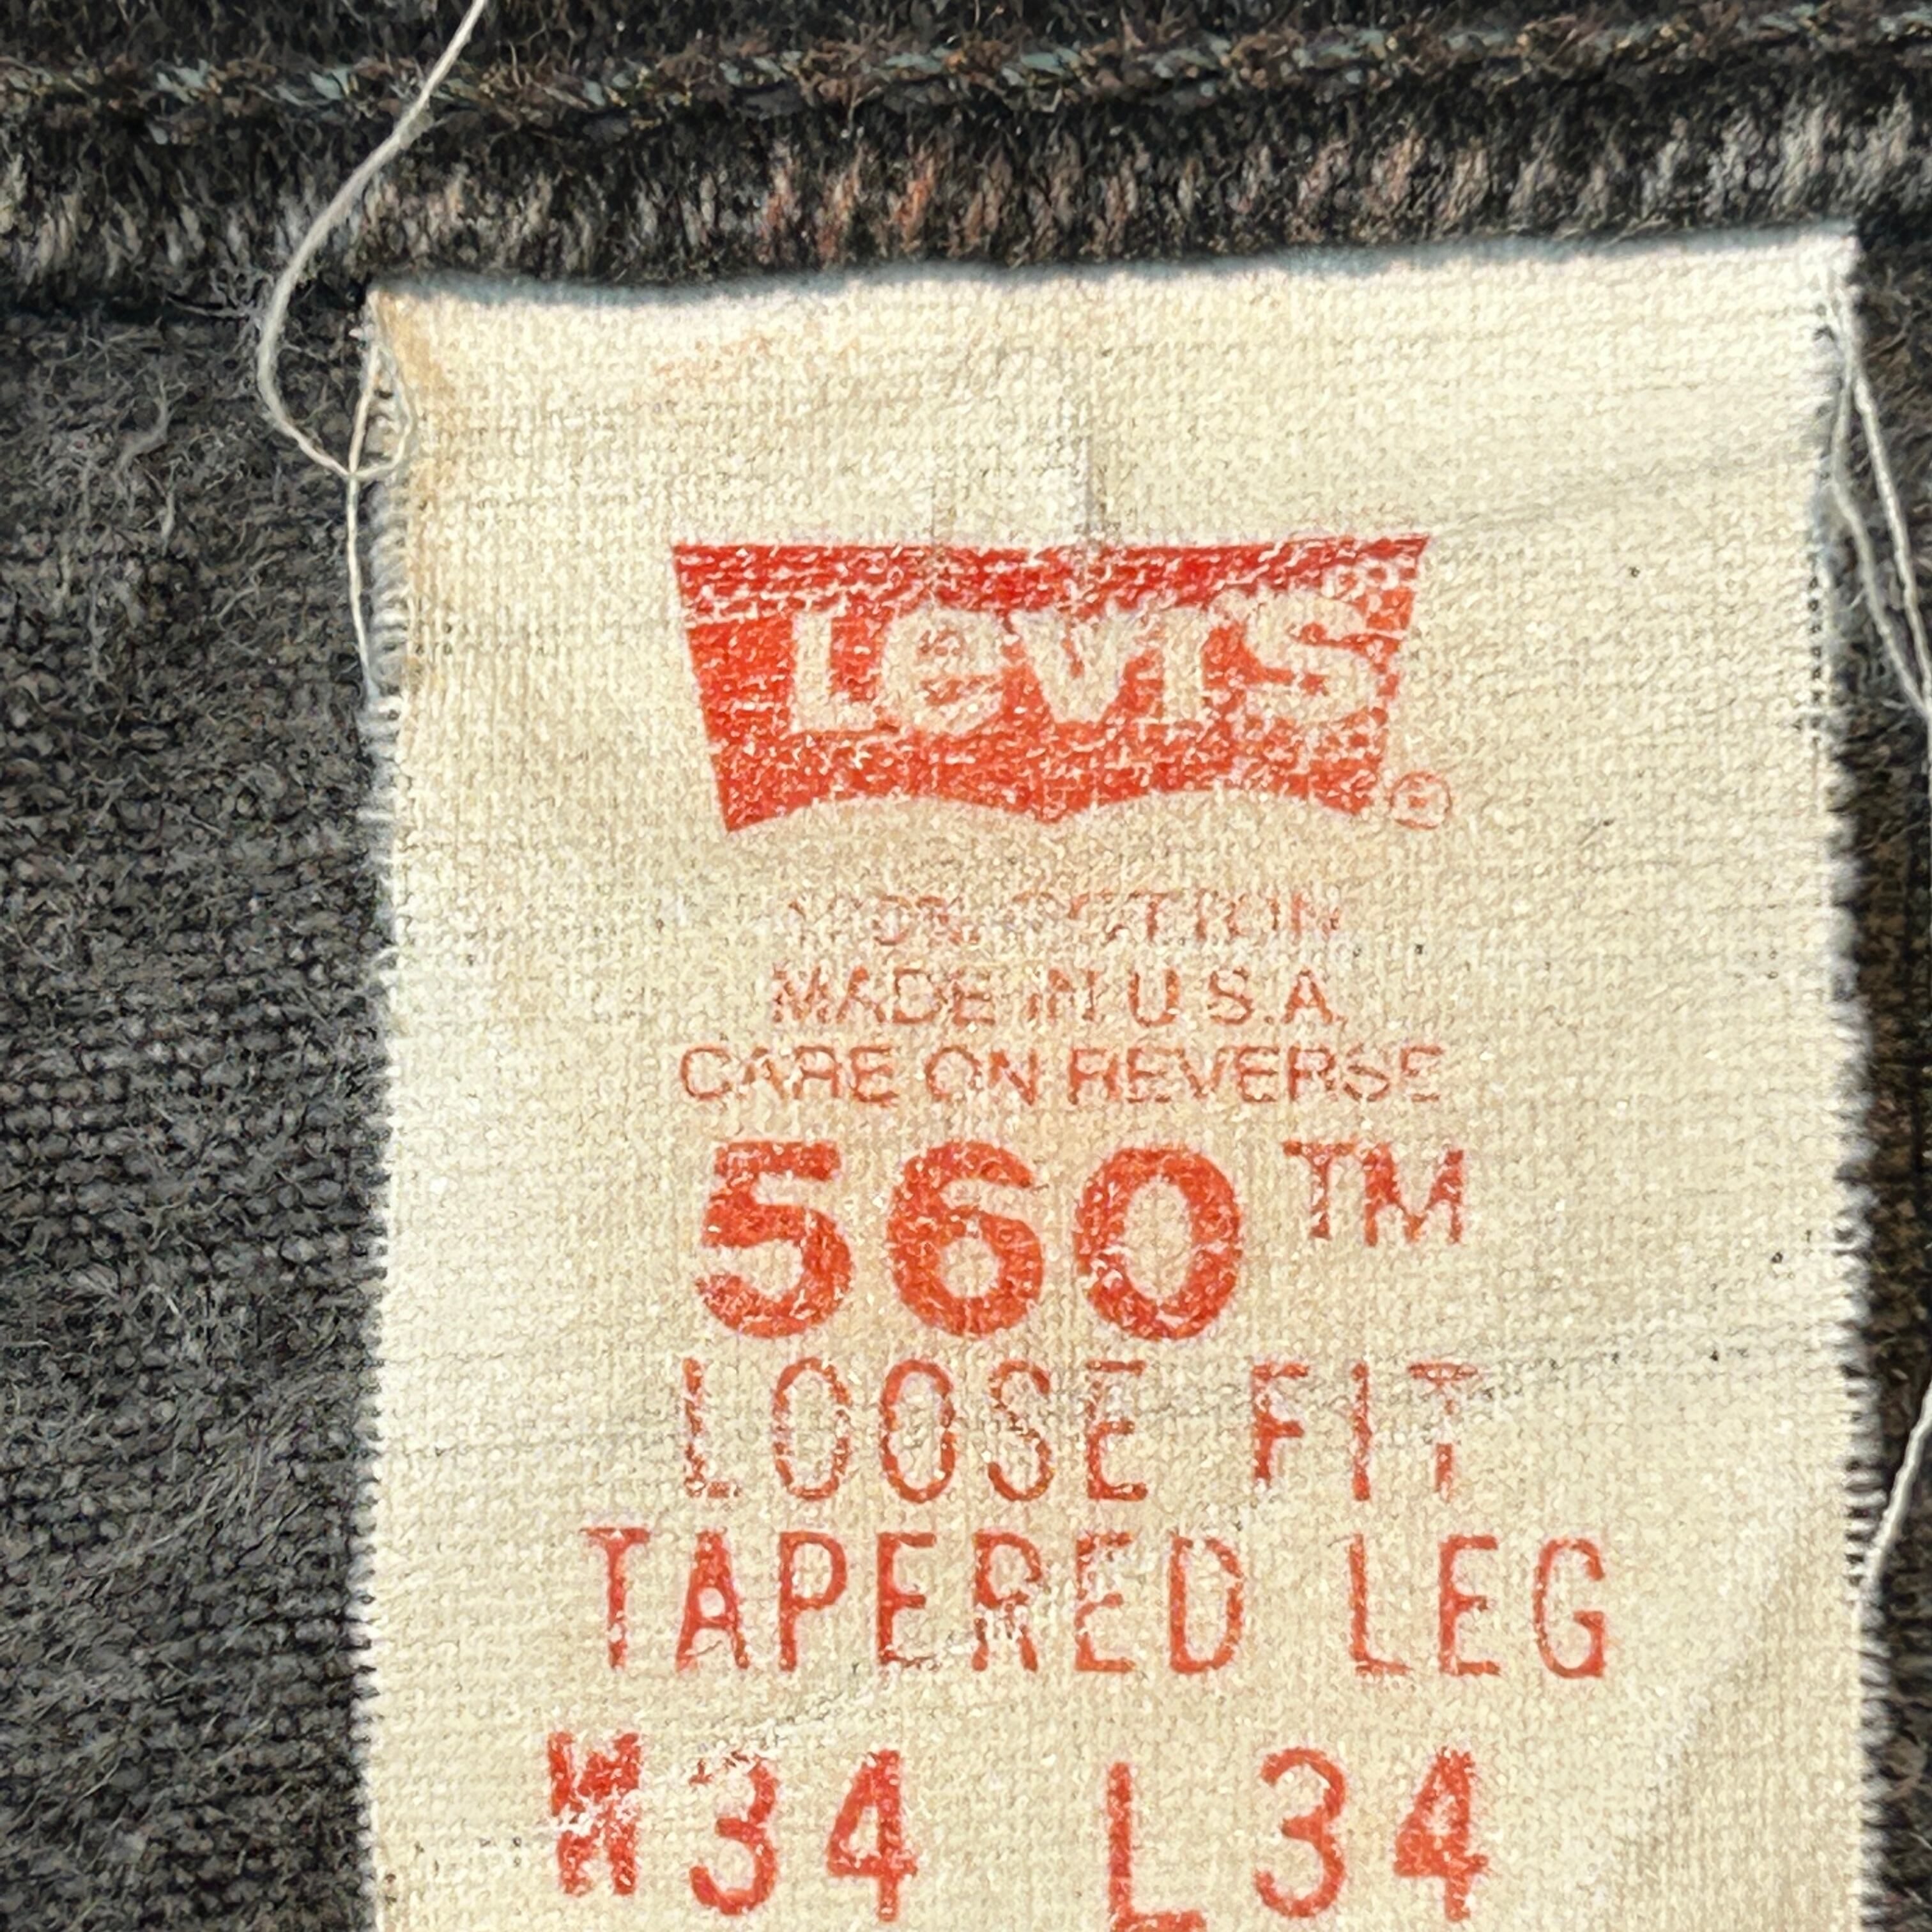 Levi's ®
100% COTTON
MADE IN U.S.A.
CARE ON REVERSE
560™
LOOSE FIT
TAPERED LEG
W34 L34